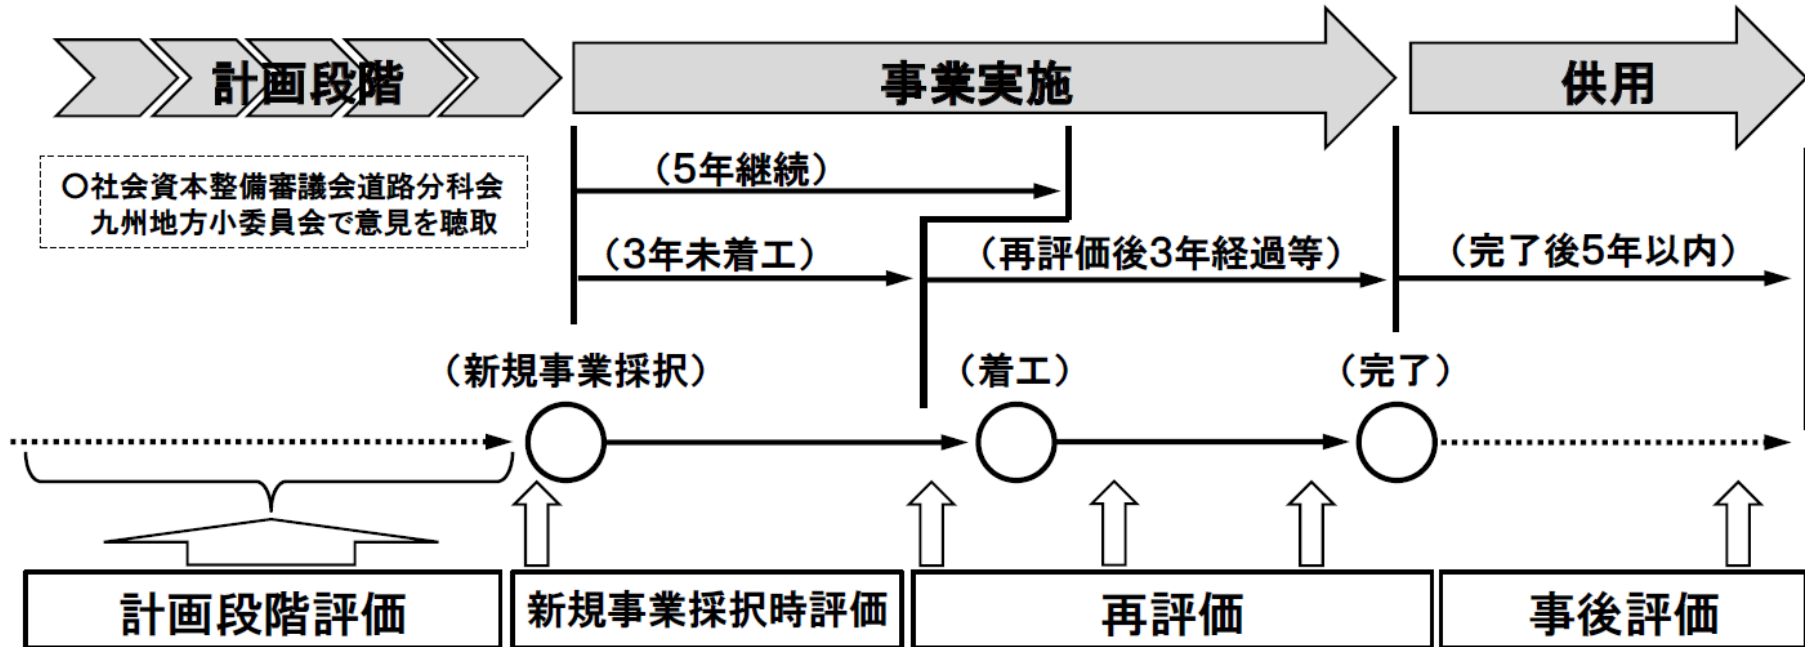 計画段階
事業実施
供用
〇社会資本整備審議会道路分科会
九州地方小委員会で意見を聴取
（5年継続）
（3年未着工）
（再評価後3年経過等）
（完了後5年以内）
（新規事業採択）
（着工）
（完了）
計画段階評価
新規事業採択時評価
再評価
事後評価